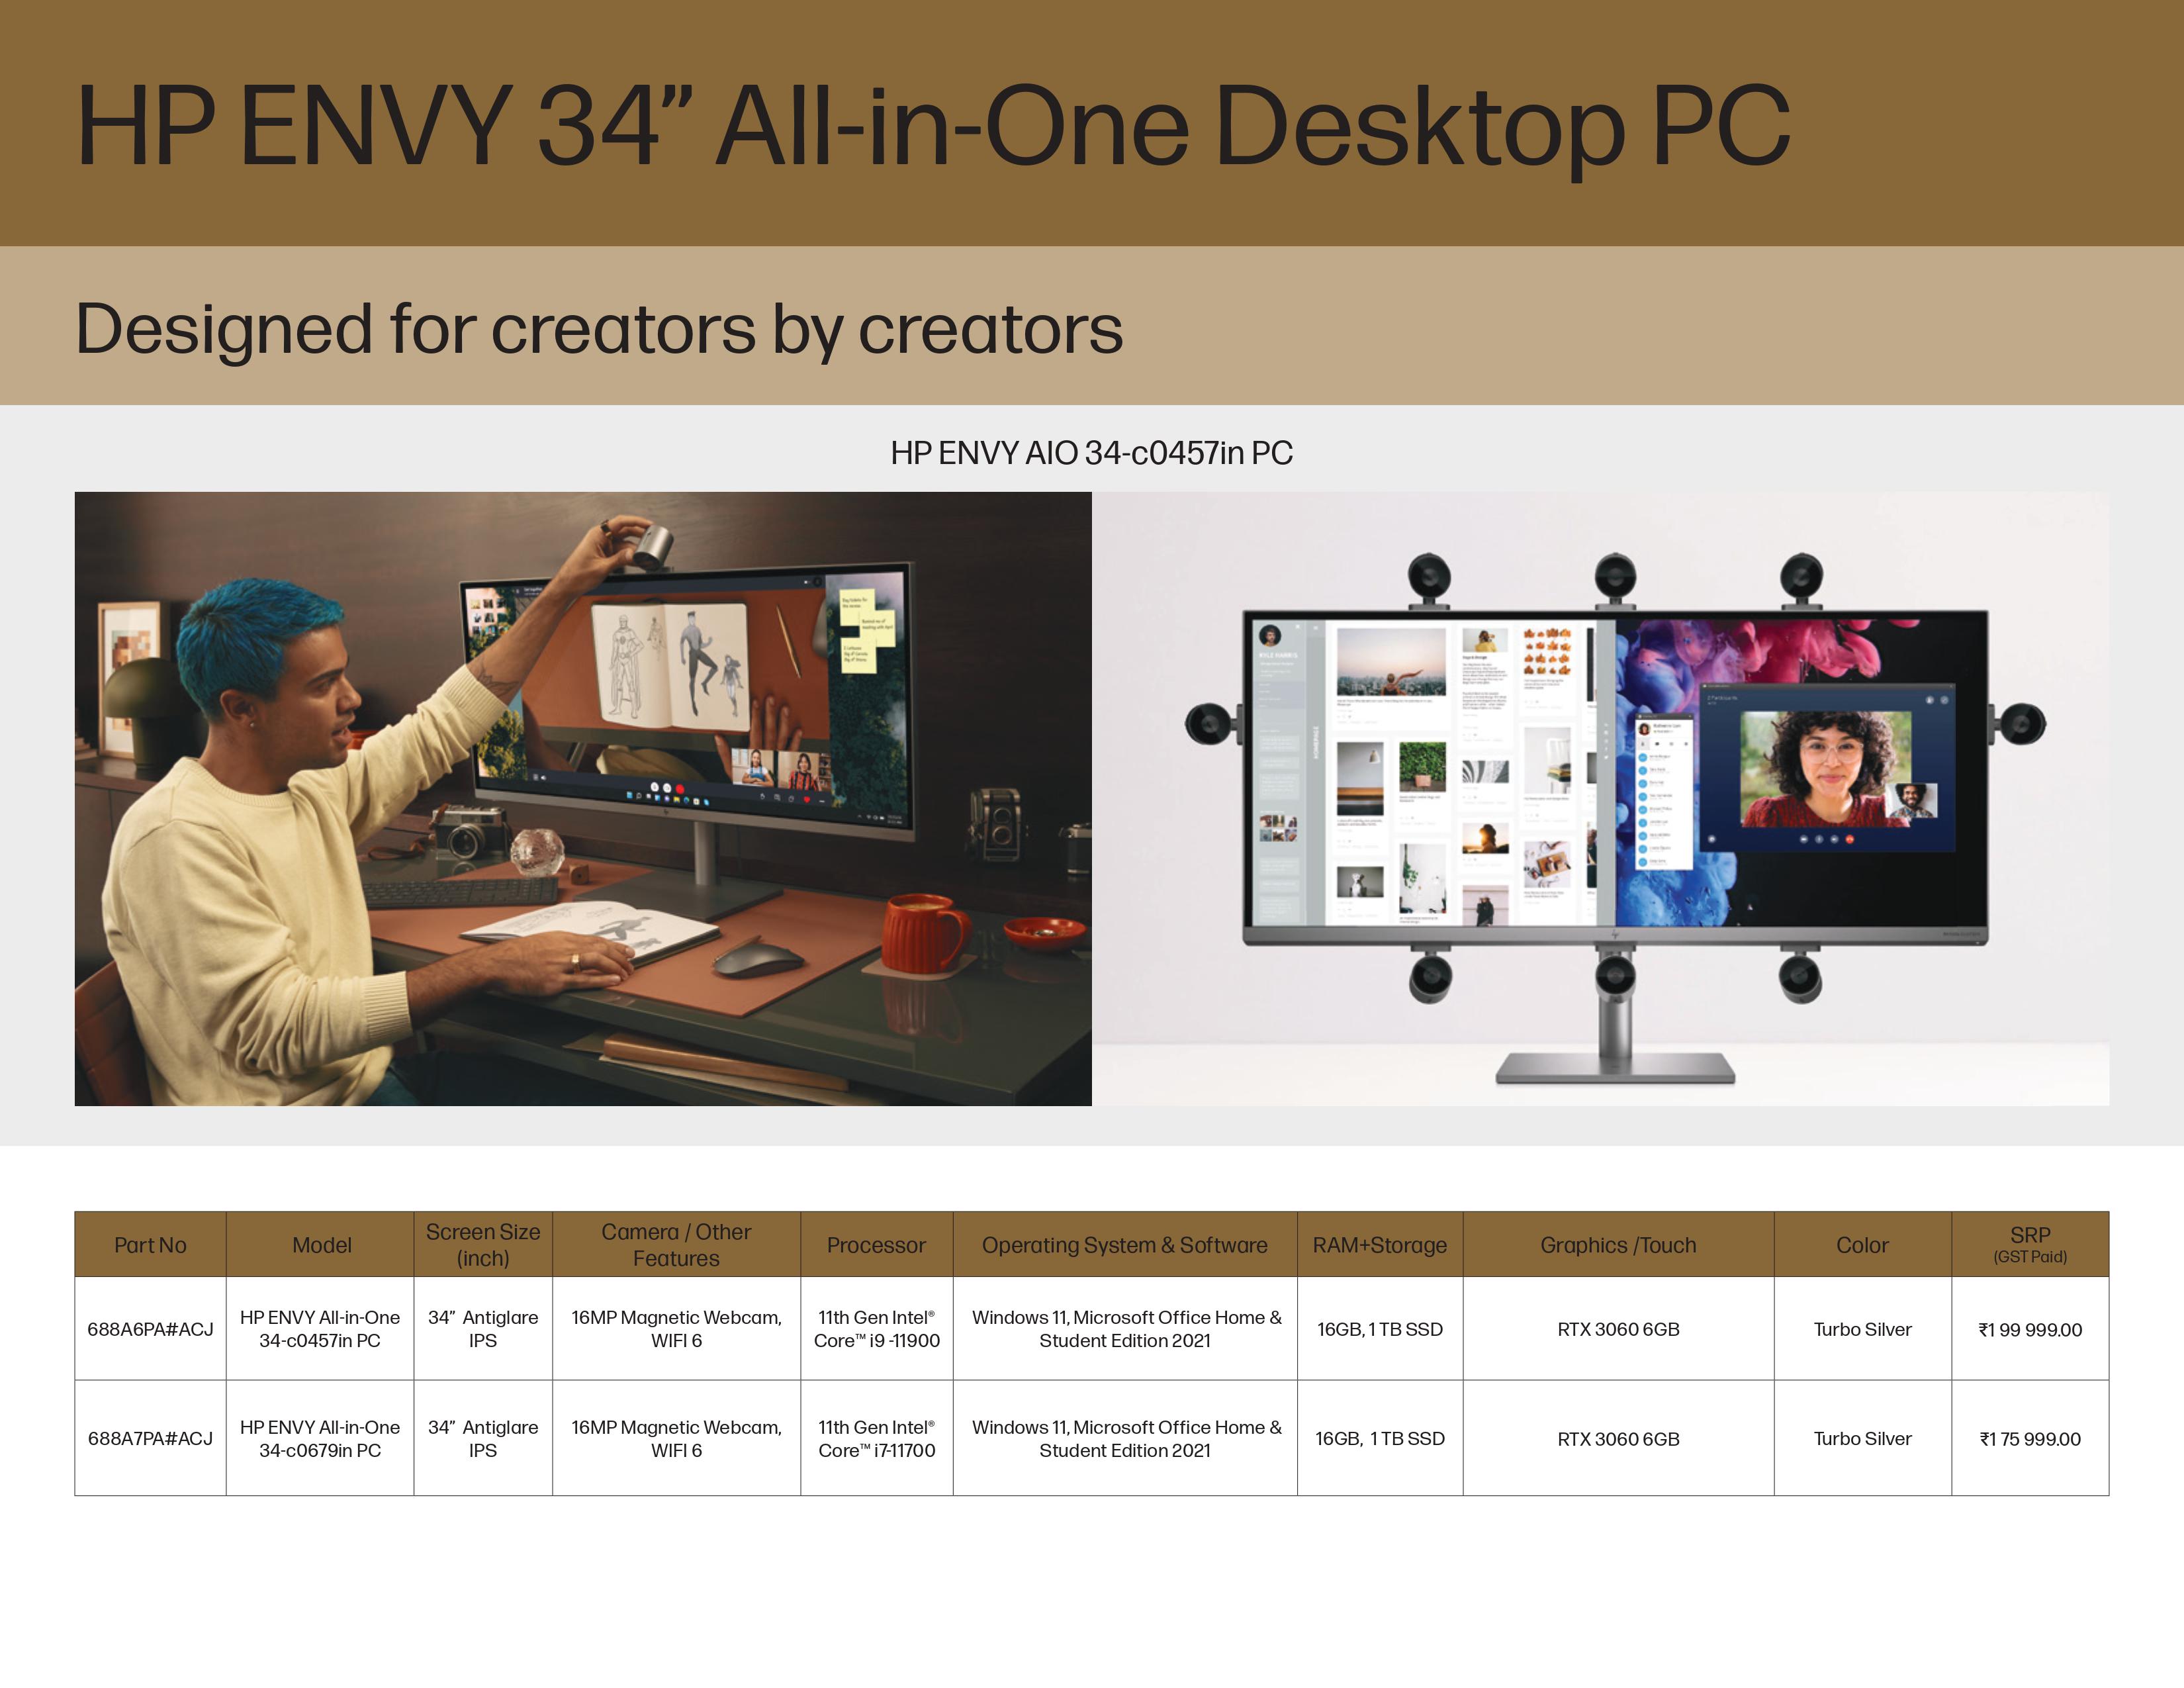 HP ENVY 34” All-in-One Desktop PC
Designed for creators by creators
HP ENVY AIO 34-c0457in PC
HOMEPAGE
Part No
Model
Screen Size
(inch)
Camera / Other
Features
Processor
Operating System & Software
RAM+Storage
Graphics /Touch
Color
SRP
(GST Paid)
688A6PA#ACJ
HP ENVY All-in-One
34-c0457in PC
34” Antiglare
IPS
16MP Magnetic Webcam,
WIFI 6
11th Gen Intel®
Core™ i9 -11900
Windows 11, Microsoft Office Home &
Student Edition 2021
16GB, 1 TB SSD
RTX 3060 6GB
Turbo Silver
₹1 99 999.00
688A7PA#ACJ
HP ENVY All-in-One
34-c0679in PC
34” Antiglare
IPS
16MP Magnetic Webcam,
WIFI 6
11th Gen Intel®
Core™ i7-11700
Windows 11, Microsoft Office Home &
Student Edition 2021
16GB, 1 TB SSD
RTX 3060 6GB
Turbo Silver
₹1 75 999.00